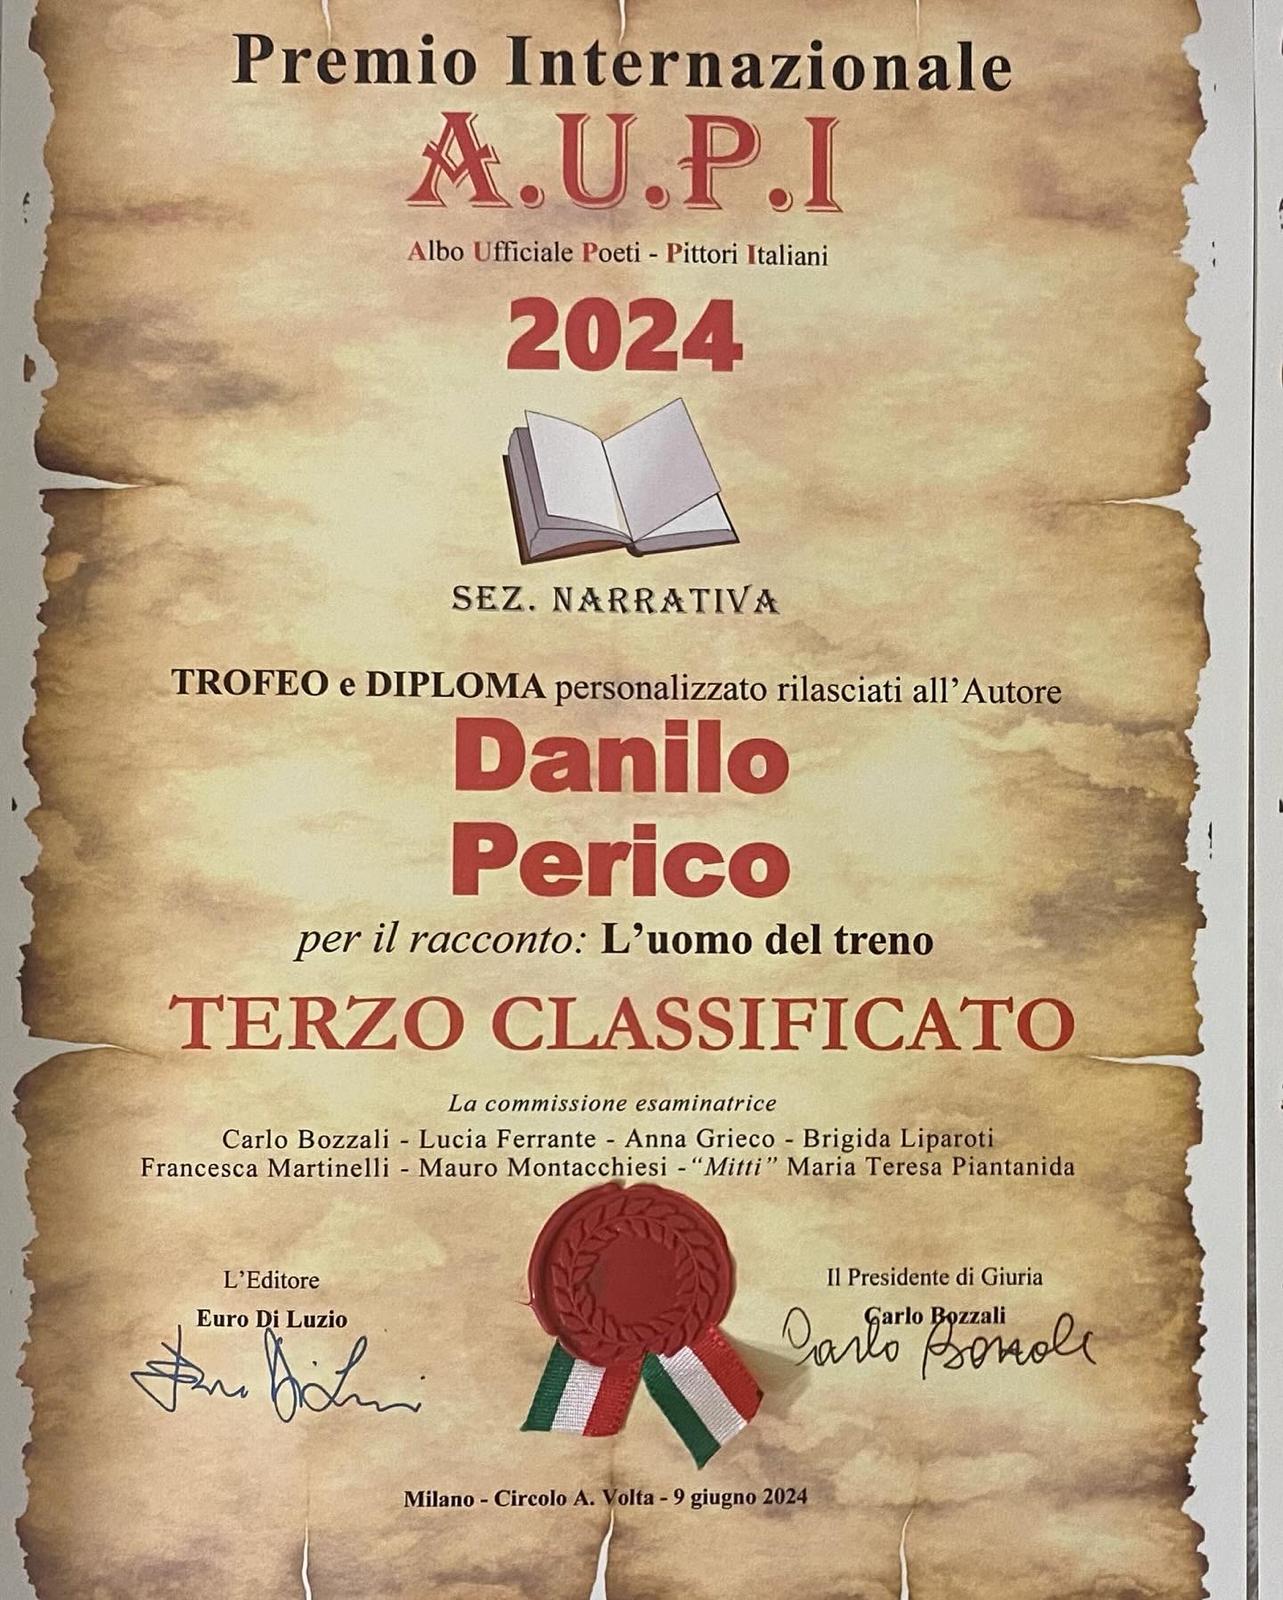 Premio Internazionale
A.U.P.I
Albo Ufficiale Poeti - Pittori Italiani
2024
SEZ. NARRATIVA
TROFEO e DIPLOMA personalizzato rilasciati all’Autore
Danilo
Perico
per il racconto: L’uomo del treno
TERZO CLASSIFICATO
La commissione esaminatrice
Carlo Bozzali - Lucia Ferrante - Anna Grieco - Brigida Liparoti
Francesca Martinelli - Mauro Montacchiesi -“Mitti” Maria Teresa Piantanida
L’Editore
Euro Di Luzio
Il Presidente di Giuria
Carlo Bozzali
Carlo Bozzali
Milano - Circolo A. Volta - 9 giugno 2024